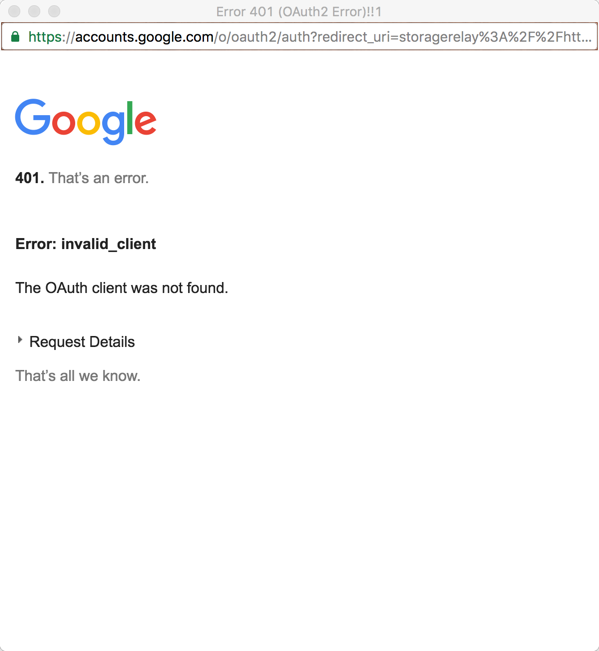 Error 401 (OAuth2 Error)!!1
https://accounts.google.com/o/oauth2/auth?redirect_uri=storagerelay%3A%2F%2Fhtt...
Google
401. That's an error.
Error: invalid_client
The OAuth client was not found.
Request Details
That's all we know.